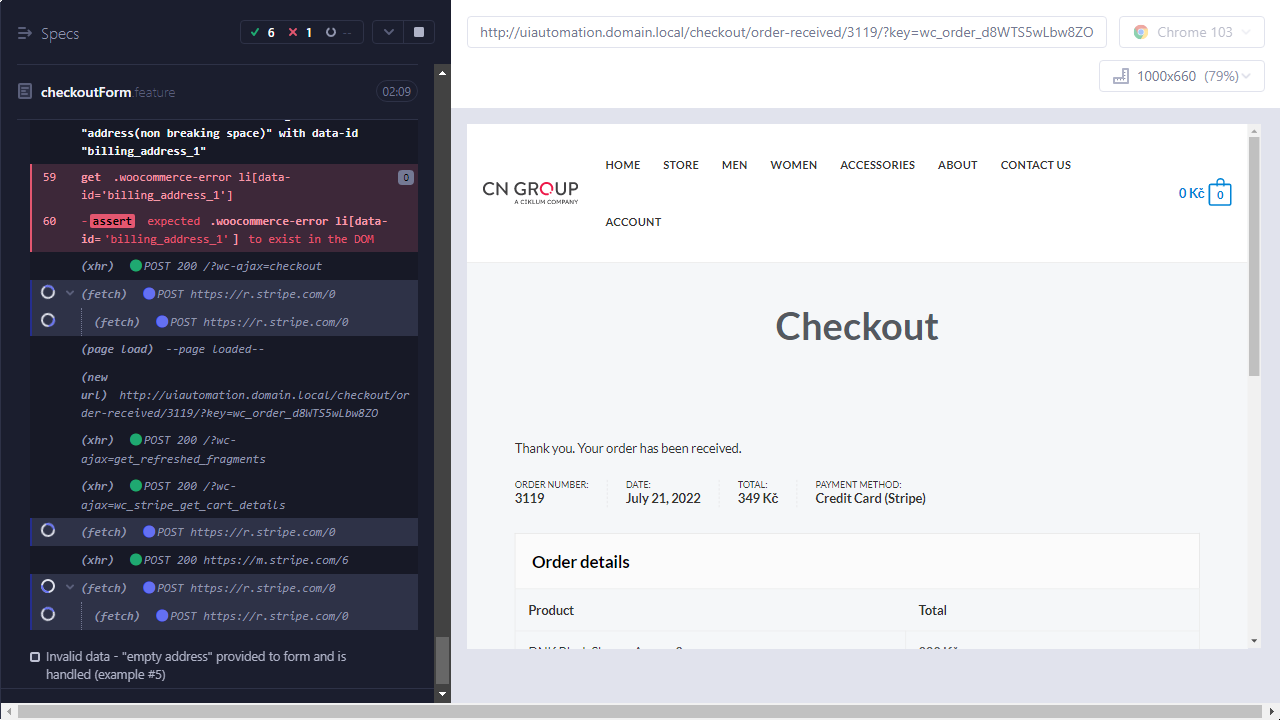 Specs
6
1
--
checkoutForm.feature
02:09
"address(non breaking space)" with data-id
"billing_address_1"
59 get .woocommerce-error li[data-
id='billing_address_1']
0
60 -assert expected .woocommerce-error li[data-
id='billing_address_1'] to exist in the DOM
(xhr) POST 200 /?wc-ajax=checkout
(fetch) POST https://r.stripe.com/0
(fetch) POST https://r.stripe.com/0
(page load) --page loaded--
(new
url) http://uiautomation.domain.local/checkout/or
der-received/3119/?key=wc_order_d8WTS5wLbw8ZO
(xhr) POST 200 /?wc-
ajax=get_refreshed_fragments
(xhr) POST 200 /?wc-
ajax=wc_stripe_get_cart_details
(fetch) POST https://r.stripe.com/0
(xhr) POST 200 https://m.stripe.com/6
(fetch) POST https://r.stripe.com/0
(fetch) POST https://r.stripe.com/0
Invalid data - "empty address" provided to form and is
handled (example #5)
http://uiautomation.domain.local/checkout/order-received/3119/?key=wc_order_d8WTS5wLbw8ZO
Chrome 103
1000x660 (79%)
CN GROUP
A CIKLUM COMPANY
HOME STORE MEN WOMEN ACCESSORIES ABOUT CONTACT US
ACCOUNT
0 Kč 0
Checkout
Thank you. Your order has been received.
ORDER NUMBER:
3119
DATE:
July 21, 2022
TOTAL:
349 Kč
PAYMENT METHOD:
Credit Card (Stripe)
Order details
Product Total